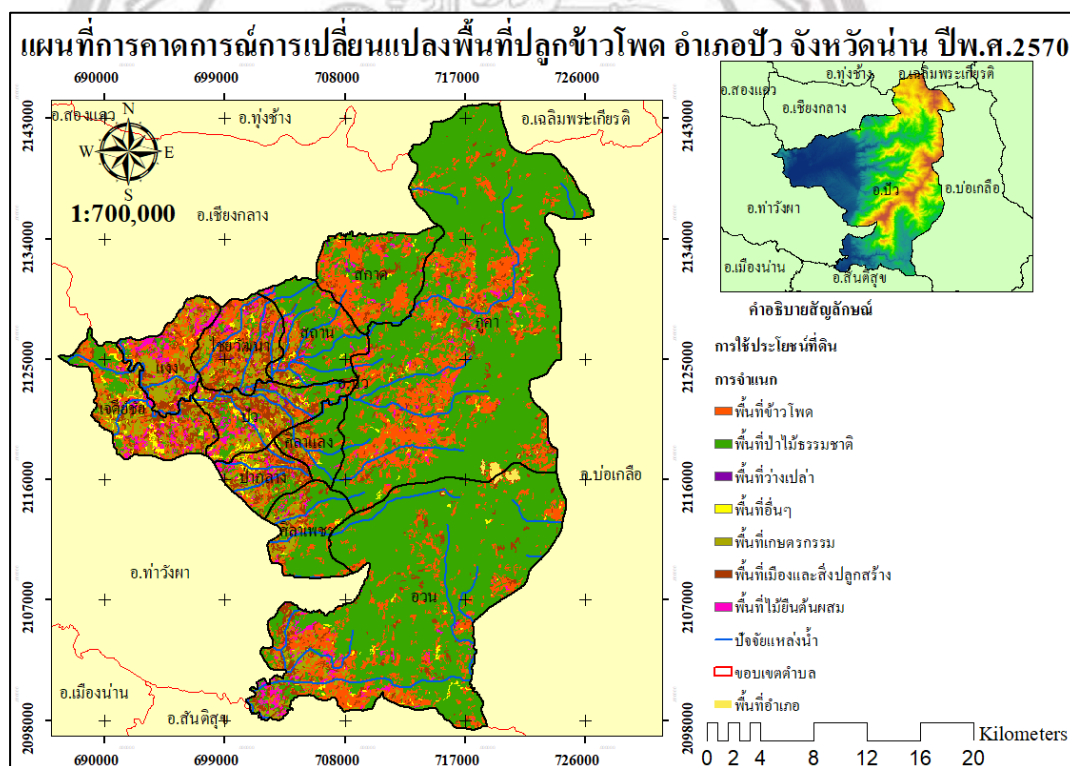 แผนที่การคาดการณ์การเปลี่ยนแปลงพื้นที่ปลูกข้าวโพด อำเภอปัว จังหวัดน่าน ปีพ.ศ.2570
690000 699000 708000 717000 726000
2143000
2134000
2125000
2116000
2107000
2098000
อ.สองแคว
อ.ทุ่งช้าง
อ.เฉลิมพระเกียรติ
N
W E
S
1:700,000
อ.เชียงกลาง
สกาด
ภูคา
สถาน
ไชยวัฒนา
แงง
อ.ปัว
เจดีย์ชัย
ปัว
ศิลาแลง
ป่ากลาง
อ.บ่อเกลือ
ศิลาเพชร
อ.ท่าวังผา
อวน
อ.เมืองน่าน
อ.สันติสุข
2143000
2134000
2125000
2116000
2107000
2098000
690000 699000 708000 717000 726000
อ.ทุ่งช้าง
อ.เฉลิมพระเกียรติ
อ.สองแคว
อ.เชียงกลาง
อ.ปัว
อ.บ่อเกลือ
อ.ท่าวังผา
อ.เมืองน่าน
อ.สันติสุข
คำอธิบายสัญลักษณ์
การใช้ประโยชน์ที่ดิน
การจำแนก
พื้นที่ข้าวโพด
พื้นที่ป่าไม้ธรรมชาติ
พื้นที่ว่างเปล่า
พื้นที่อื่นๆ
พื้นที่เกษตรกรรม
พื้นที่เมืองและสิ่งปลูกสร้าง
พื้นที่ไม้ยืนต้นผสม
ปัจจัยแหล่งน้ำ
ขอบเขตตำบล
พื้นที่อำเภอ
Kilometers
0 2 4 8 12 16 20